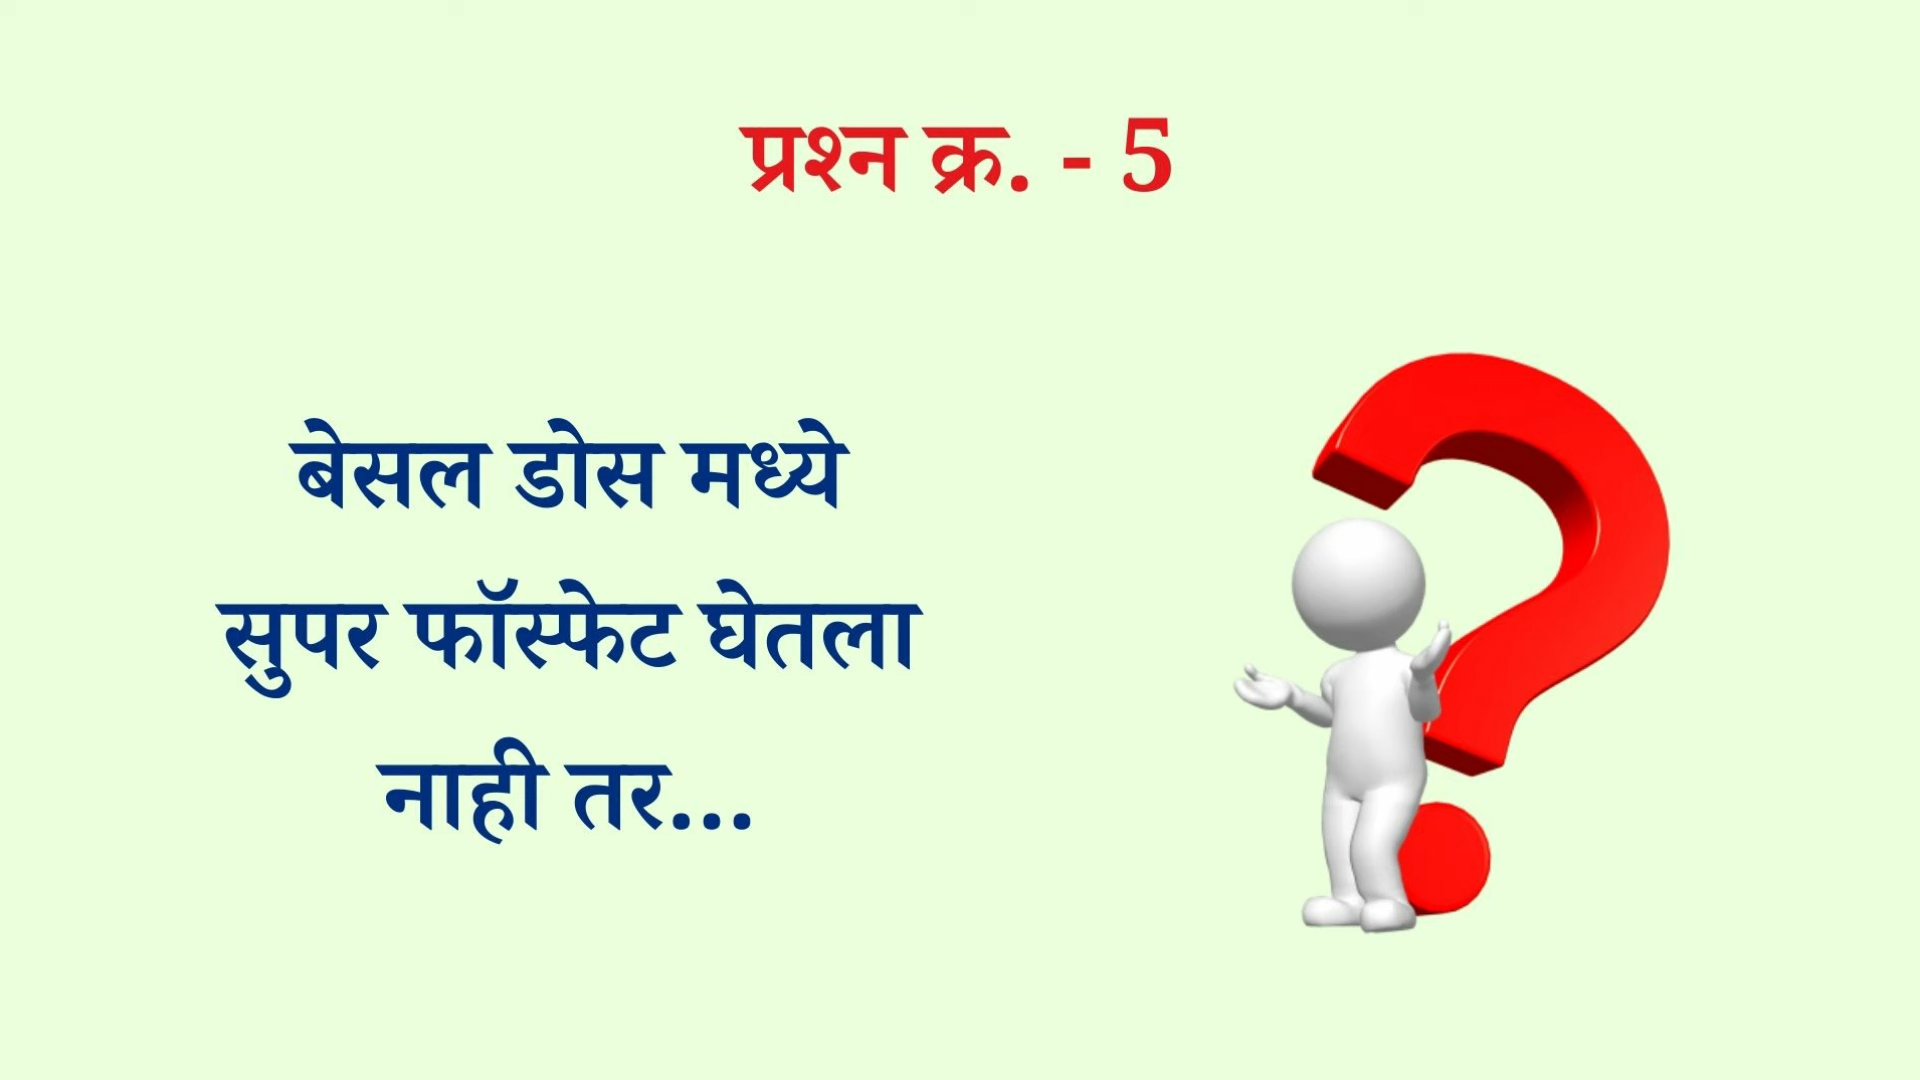 प्रश्न क्र. - 5
बेसल डोस मध्ये
सुपर फॉस्फेट घेतला
नाही तर...